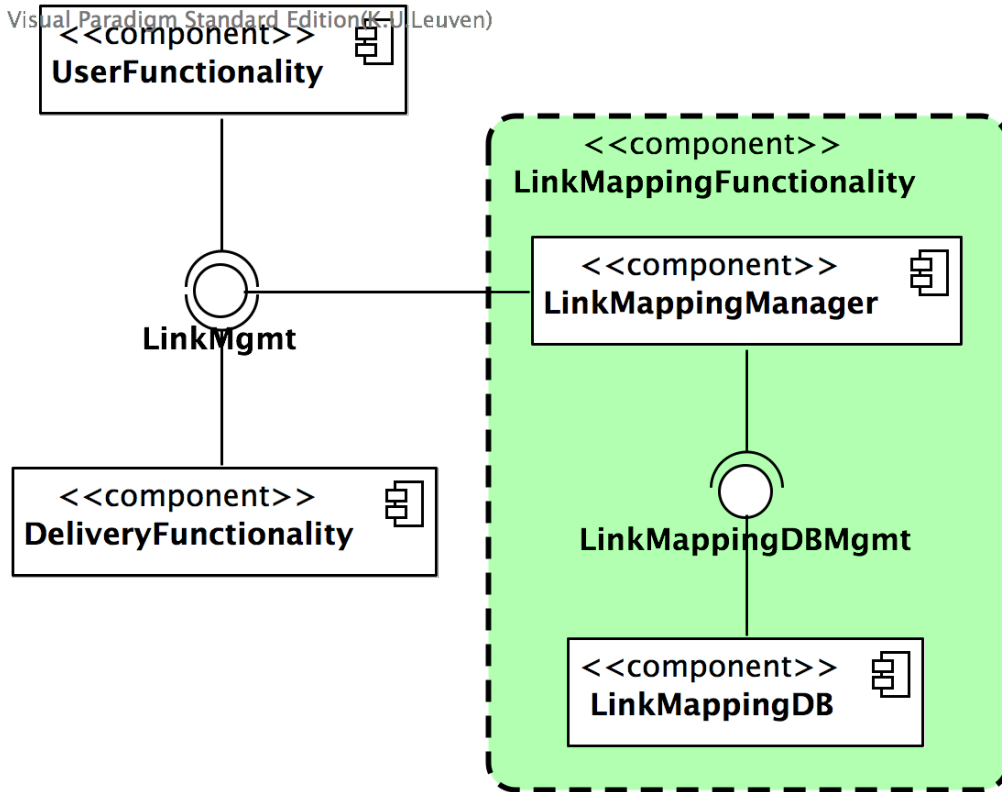 Visual Paradigm Standard Edition(K.U.Leuven)
<<component>>
UserFunctionality
<<component>>
LinkMappingFunctionality
<<component>>
LinkMappingManager
LinkMgmt
<<component>>
DeliveryFunctionality
LinkMappingDBMgmt
<<component>>
LinkMappingDB